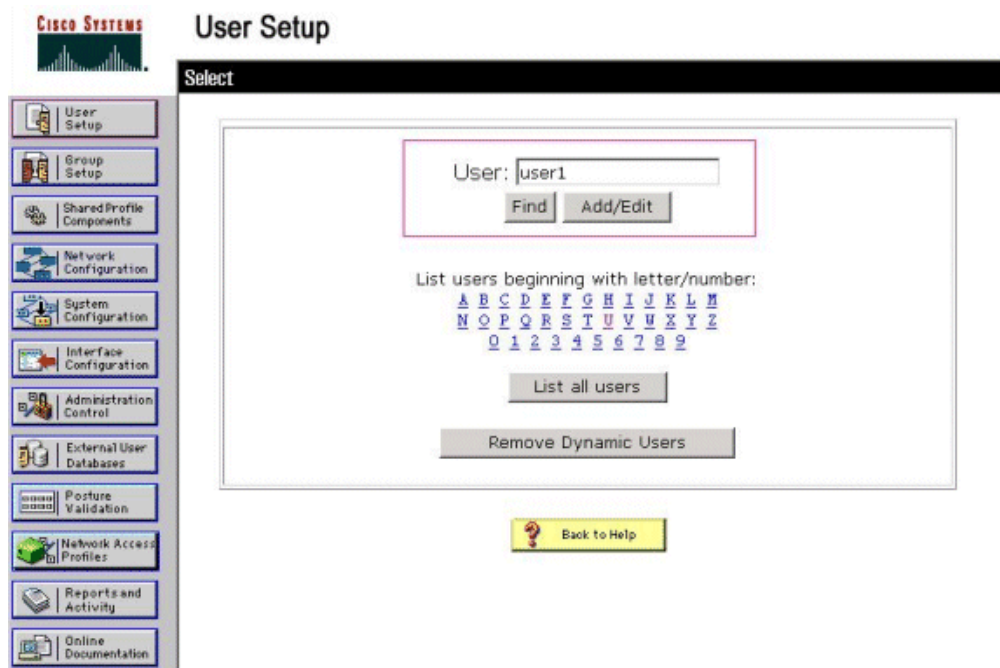 CISCO SYSTEMS
User Setup
Select
User
Setup
Group
Setup
Shared Profile
Components
Network
Configuration
System
Configuration
Interface
Configuration
Administration
Control
External User
Databases
Posture
Validation
Network Access
Profiles
Reports and
Activity
Online
Documentation
User: user1
Find Add/Edit
List users beginning with letter/number:
A B C D E F G H I J K L M
N O P Q R S T U V W X Y Z
0 1 2 3 4 5 6 7 8 9
List all users
Remove Dynamic Users
Back to Help